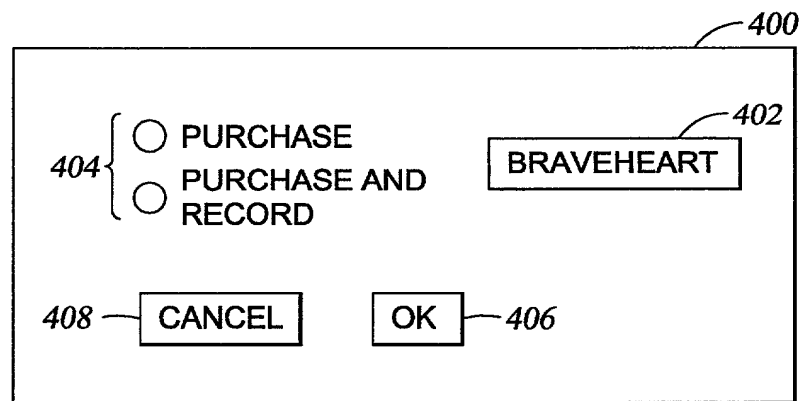 400
402
404
PURCHASE
PURCHASE AND
RECORD
BRAVEHEART
408
CANCEL
OK
406